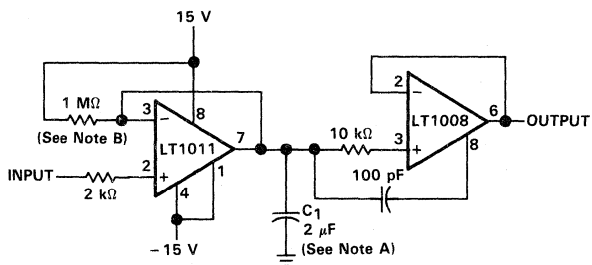 15 V
1 MΩ
(See Note B)
3
−
8
LT1011
7
2
+
1
4
INPUT
2 kΩ
−15 V
C1
2 μF
(See Note A)
10 kΩ
100 pF
2
−
LT1008
6
OUTPUT
3
+
8